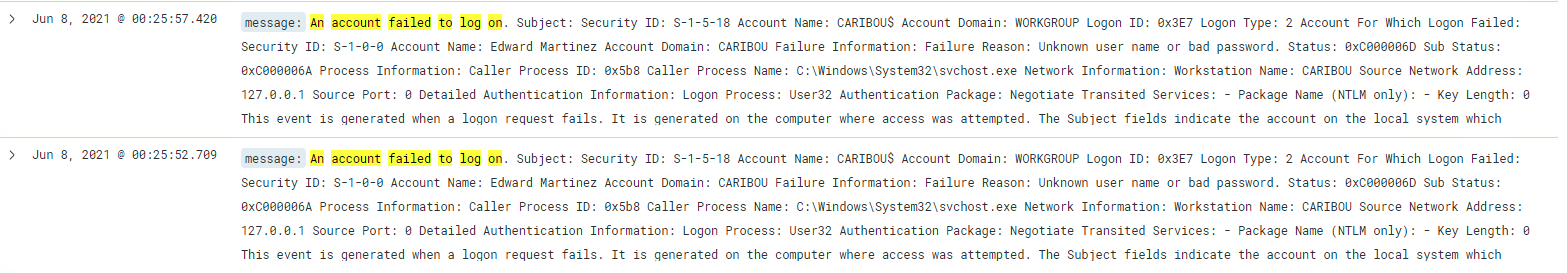 Jun 8, 2021 @ 00:25:57.420 message: An account failed to log on. Subject: Security ID: S-1-5-18 Account Name: CARIBOU$ Account Domain: WORKGROUP Logon ID: 0x3E7 Logon Type: 2 Account For Which Logon Failed:
Security ID: S-1-0-0 Account Name: Edward Martinez Account Domain: CARIBOU Failure Information: Failure Reason: Unknown user name or bad password. Status: 0xC000006D Sub Status:
0xC000006A Process Information: Caller Process ID: 0x5b8 Caller Process Name: C:\Windows\System32\svchost.exe Network Information: Workstation Name: CARIBOU Source Network Address:
127.0.0.1 Source Port: 0 Detailed Authentication Information: Logon Process: User32 Authentication Package: Negotiate Transited Services: - Package Name (NTLM only): - Key Length: 0
This event is generated when a logon request fails. It is generated on the computer where access was attempted. The Subject fields indicate the account on the local system which
Jun 8, 2021 @ 00:25:52.709 message: An account failed to log on. Subject: Security ID: S-1-5-18 Account Name: CARIBOU$ Account Domain: WORKGROUP Logon ID: 0x3E7 Logon Type: 2 Account For Which Logon Failed:
Security ID: S-1-0-0 Account Name: Edward Martinez Account Domain: CARIBOU Failure Information: Failure Reason: Unknown user name or bad password. Status: 0xC000006D Sub Status:
0xC000006A Process Information: Caller Process ID: 0x5b8 Caller Process Name: C:\Windows\System32\svchost.exe Network Information: Workstation Name: CARIBOU Source Network Address:
127.0.0.1 Source Port: 0 Detailed Authentication Information: Logon Process: User32 Authentication Package: Negotiate Transited Services: - Package Name (NTLM only): - Key Length: 0
This event is generated when a logon request fails. It is generated on the computer where access was attempted. The Subject fields indicate the account on the local system which